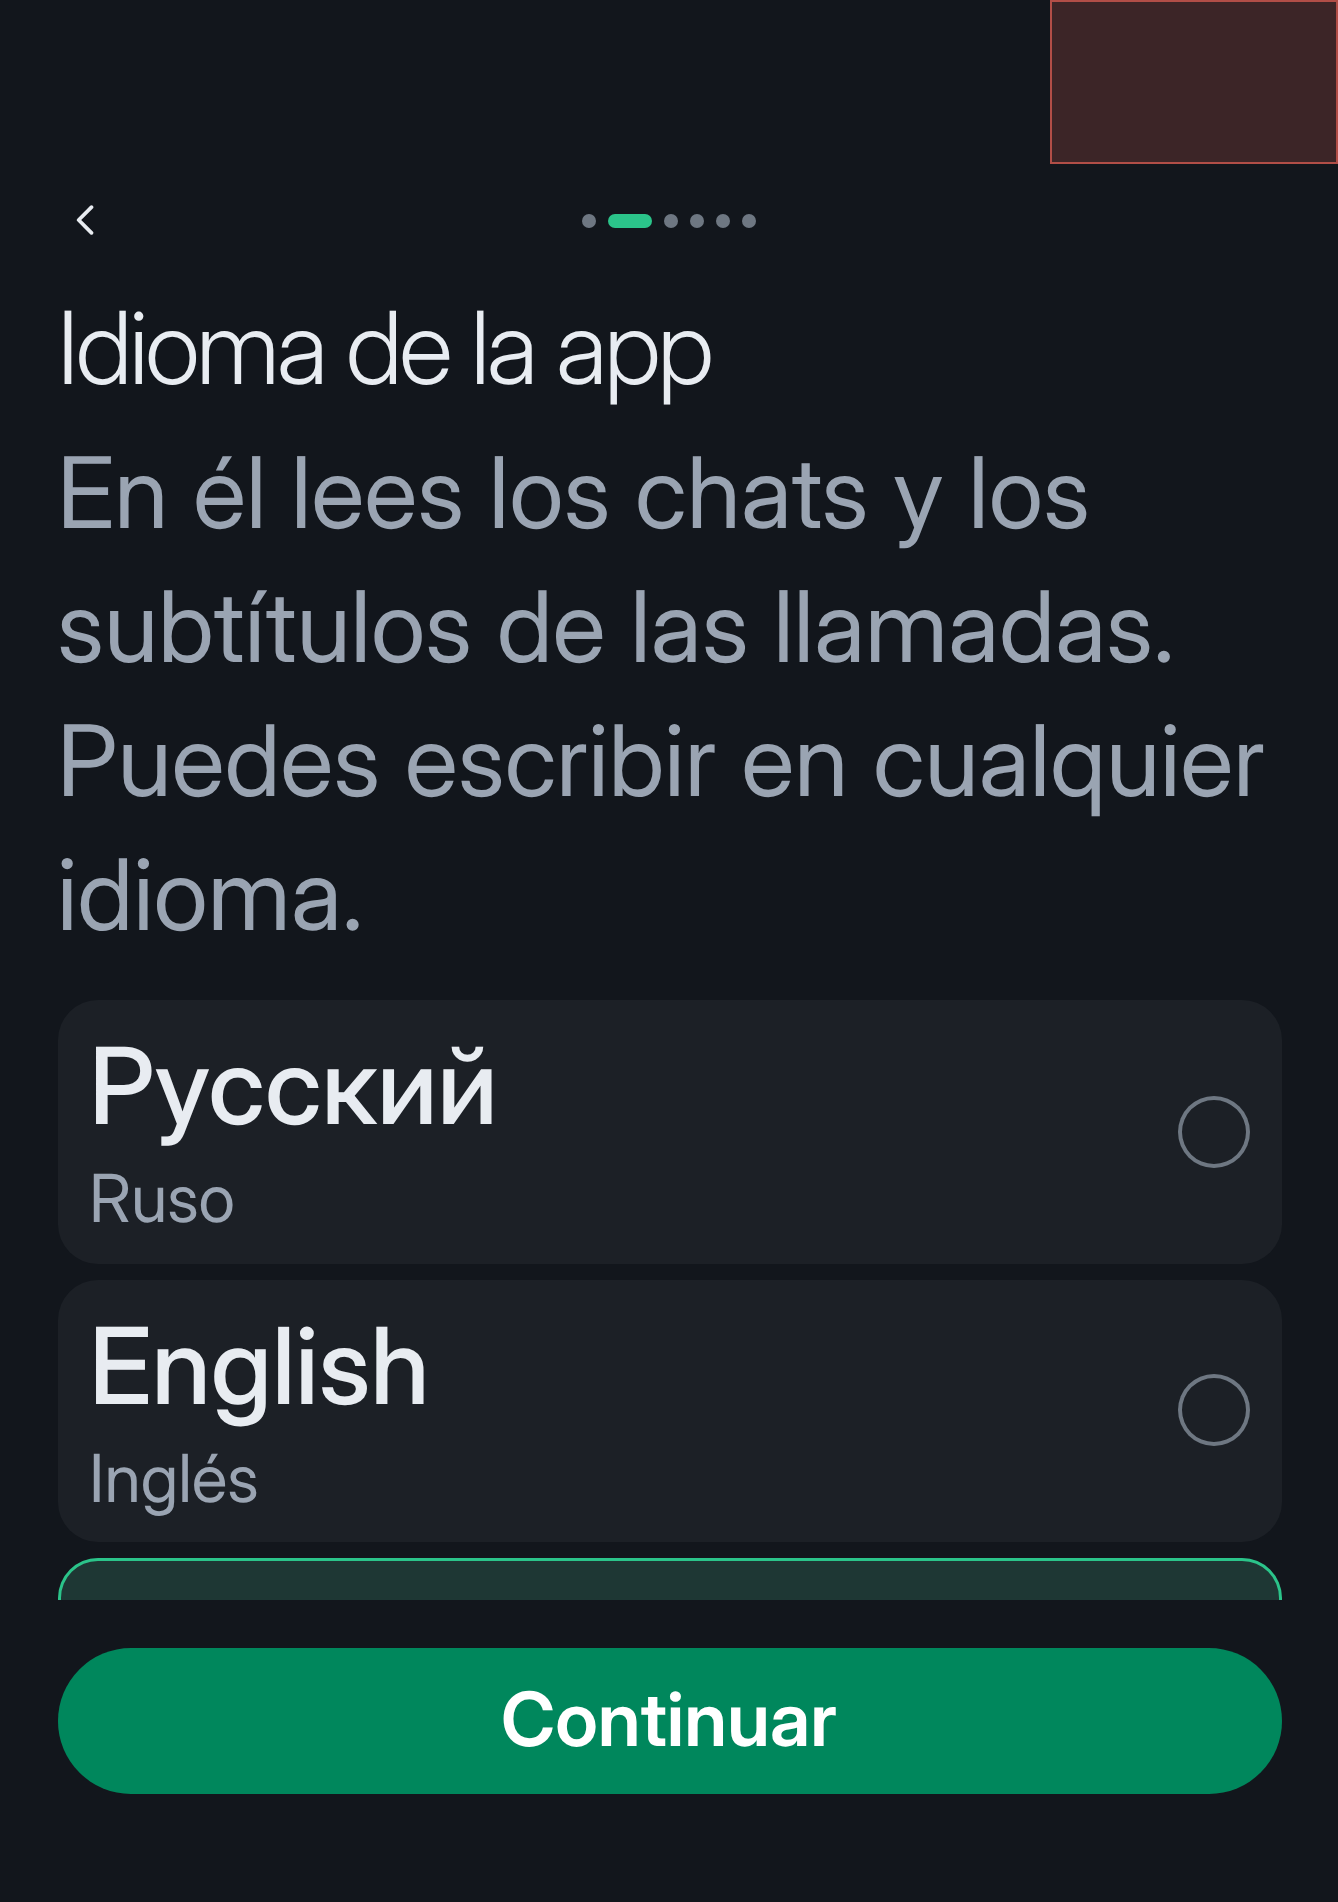 Idioma de la app
En él lees los chats y los
subtítulos de las llamadas.
Puedes escribir en cualquier
idioma.
Русский
Ruso
English
Inglés
Continuar